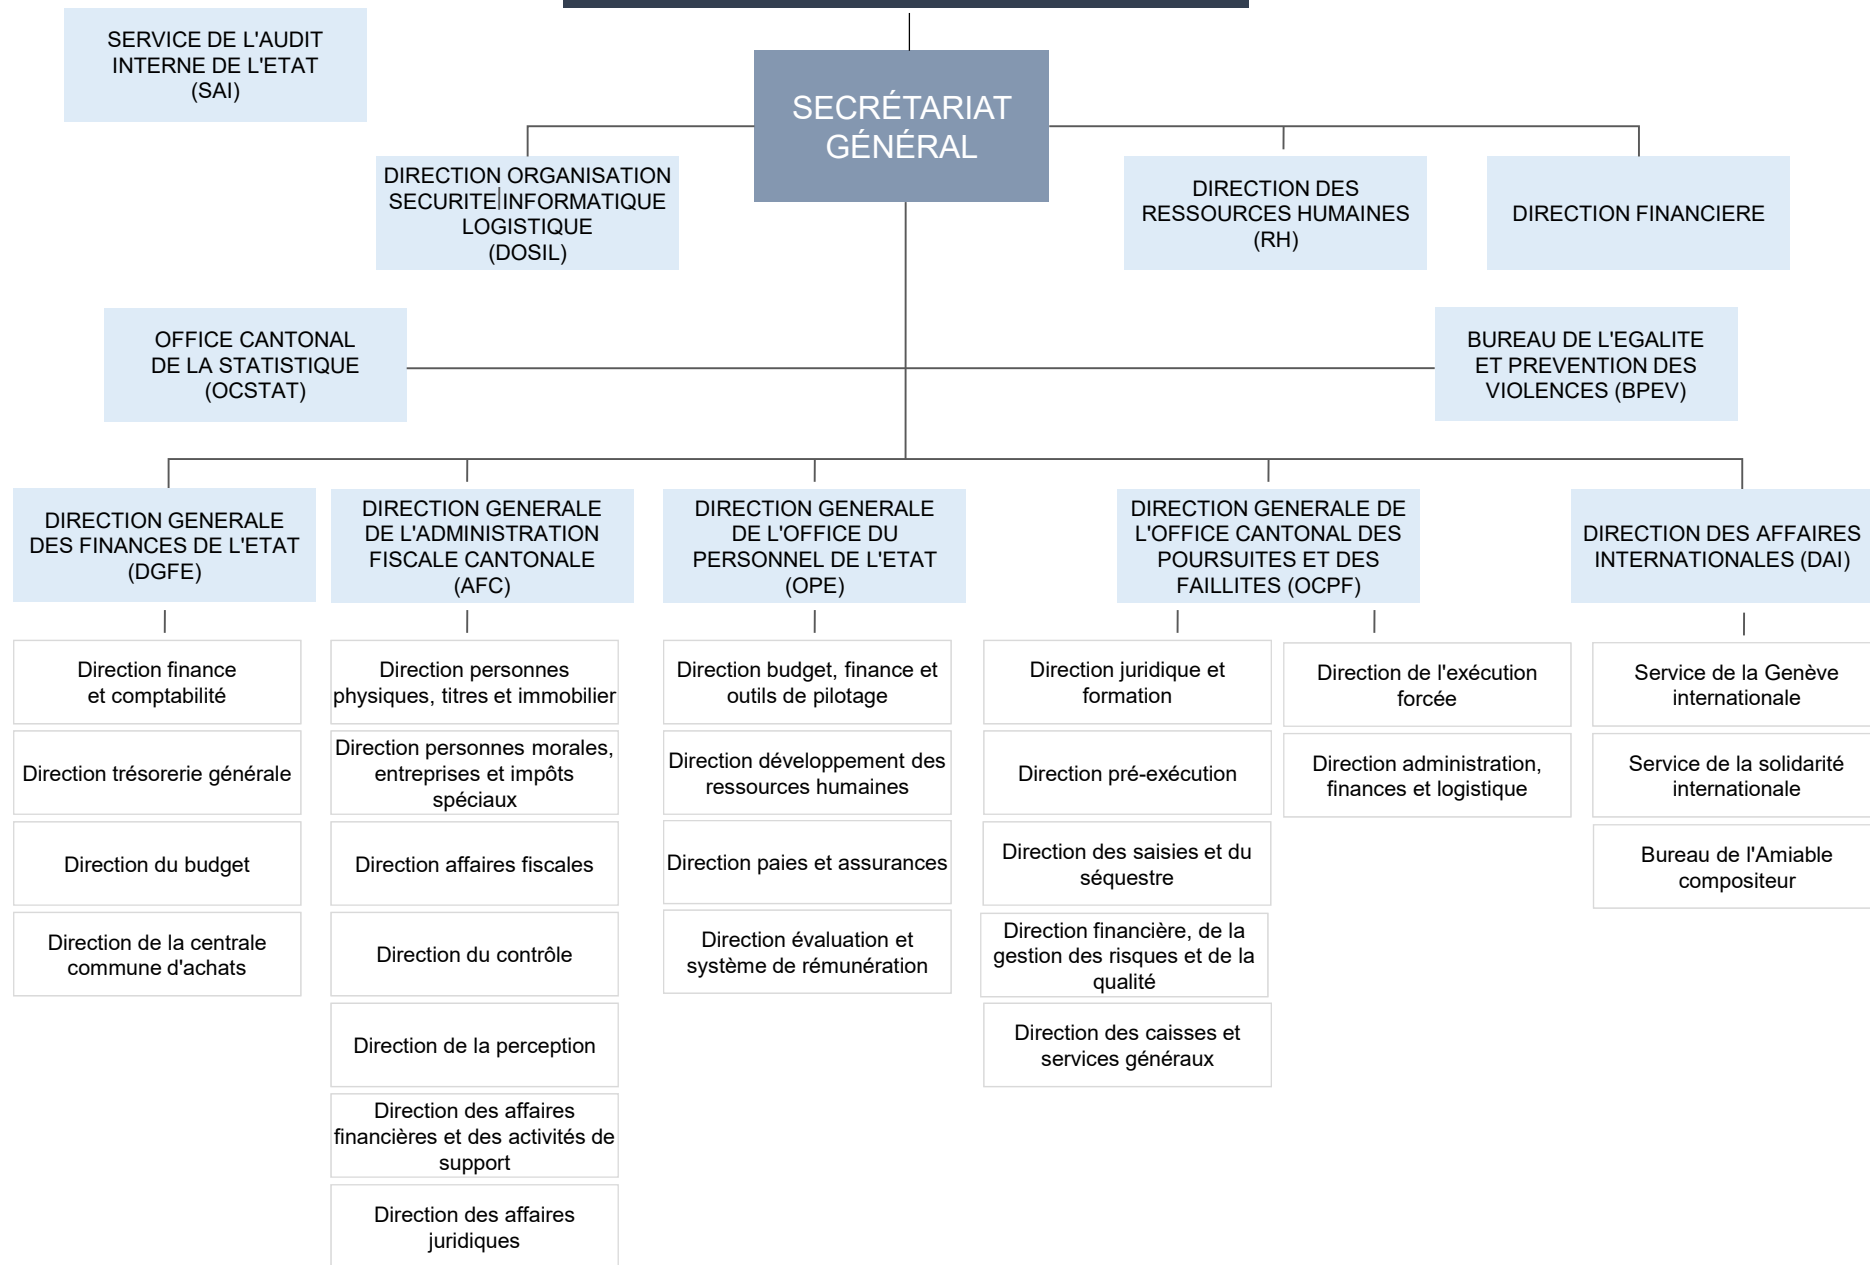 SERVICE DE L'AUDIT
INTERNE DE L'ETAT
(SAI)
SECRÉTARIAT
GÉNÉRAL
DIRECTION ORGANISATION
SECURITE INFORMATIQUE
LOGISTIQUE
(DOSIL)
DIRECTION DES
RESSOURCES HUMAINES
(RH)
DIRECTION FINANCIERE
OFFICE CANTONAL
DE LA STATISTIQUE
(OCSTAT)
BUREAU DE L'EGALITE
ET PREVENTION DES
VIOLENCES (BPEV)
DIRECTION GENERALE
DES FINANCES DE L'ETAT
(DGFE)
DIRECTION GENERALE
DE L'ADMINISTRATION
FISCALE CANTONALE
(AFC)
DIRECTION GENERALE
DE L'OFFICE DU
PERSONNEL DE L'ETAT
(OPE)
DIRECTION GENERALE DE
L'OFFICE CANTONAL DES
POURSUITES ET DES
FAILLITES (OCPF)
DIRECTION DES AFFAIRES
INTERNATIONALES (DAI)
Direction finance
et comptabilité
Direction trésorerie générale
Direction du budget
Direction de la centrale
commune d'achats
Direction personnes
physiques, titres et immobilier
Direction personnes morales,
entreprises et impôts
spéciaux
Direction affaires fiscales
Direction du contrôle
Direction de la perception
Direction des affaires
financières et des activités de
support
Direction des affaires
juridiques
Direction budget, finance et
outils de pilotage
Direction développement des
ressources humaines
Direction paies et assurances
Direction évaluation et
système de rémunération
Direction juridique et
formation
Direction pré-exécution
Direction des saisies et du
séquestre
Direction financière, de la
gestion des risques et de la
qualité
Direction des caisses et
services généraux
Direction de l'exécution
forcée
Direction administration,
finances et logistique
Service de la Genève
internationale
Service de la solidarité
internationale
Bureau de l'Amiable
compositeur